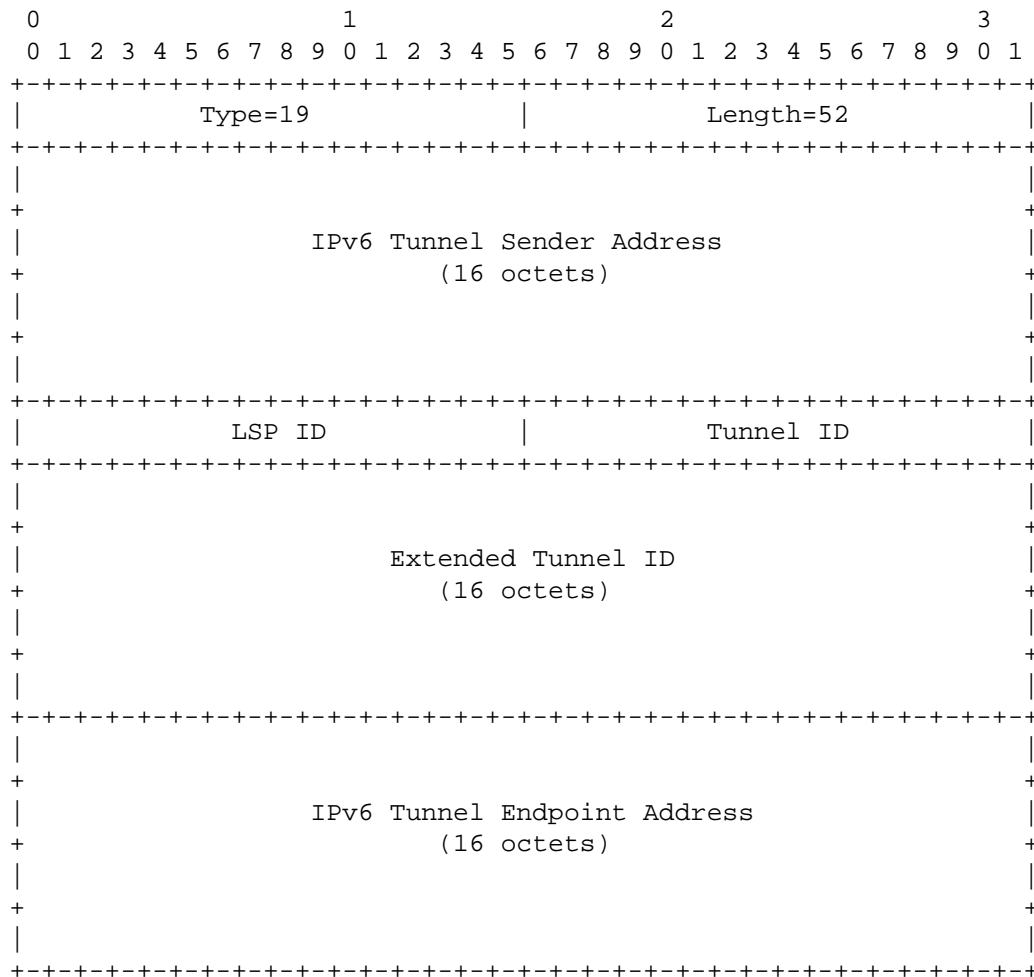 0                   1                   2                   3
 0 1 2 3 4 5 6 7 8 9 0 1 2 3 4 5 6 7 8 9 0 1 2 3 4 5 6 7 8 9 0 1
+-+-+-+-+-+-+-+-+-+-+-+-+-+-+-+-+-+-+-+-+-+-+-+-+-+-+-+-+-+-+-+-+
|           Type=19             |           Length=52           |
+-+-+-+-+-+-+-+-+-+-+-+-+-+-+-+-+-+-+-+-+-+-+-+-+-+-+-+-+-+-+-+-+
|                                                               |
+                                                               +
|                  IPv6 Tunnel Sender Address                   |
+                          (16 octets)                          +
|                                                               |
+                                                               +
|                                                               |
+-+-+-+-+-+-+-+-+-+-+-+-+-+-+-+-+-+-+-+-+-+-+-+-+-+-+-+-+-+-+-+-+
|             LSP ID            |           Tunnel ID           |
+-+-+-+-+-+-+-+-+-+-+-+-+-+-+-+-+-+-+-+-+-+-+-+-+-+-+-+-+-+-+-+-+
|                                                               |
+                                                               +
|                       Extended Tunnel ID                      |
+                          (16 octets)                          +
|                                                               |
+                                                               +
|                                                               |
+-+-+-+-+-+-+-+-+-+-+-+-+-+-+-+-+-+-+-+-+-+-+-+-+-+-+-+-+-+-+-+-+
|                                                               |
+                                                               +
|                  IPv6 Tunnel Endpoint Address                 |
+                          (16 octets)                          +
|                                                               |
+                                                               +
|                                                               |
+-+-+-+-+-+-+-+-+-+-+-+-+-+-+-+-+-+-+-+-+-+-+-+-+-+-+-+-+-+-+-+-+